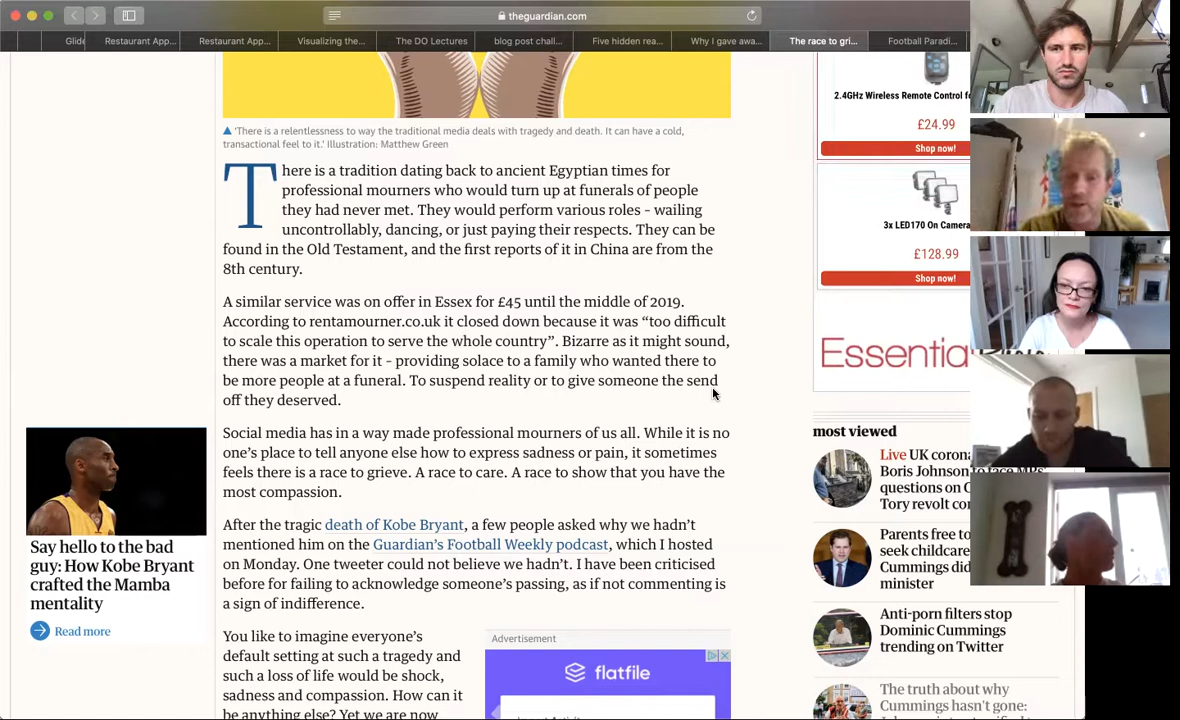 theguardian.com
Glide
Restaurant App...
Restaurant App...
Visualizing the...
The DO Lectures
blog post chall...
Five hidden rea...
Why I gave awa...
The race to gri...
Football Paradi...
'There is a relentlessness to way the traditional media deals with tragedy and death. It can have a cold,
transactional feel to it.' Illustration: Matthew Green
There is a tradition dating back to ancient Egyptian times for
professional mourners who would turn up at funerals of people
they had never met. They would perform various roles – wailing
uncontrollably, dancing, or just paying their respects. They can be
found in the Old Testament, and the first reports of it in China are from the
8th century.
A similar service was on offer in Essex for £45 until the middle of 2019.
According to rentamourner.co.uk it closed down because it was “too difficult
to scale this operation to serve the whole country”. Bizarre as it might sound,
there was a market for it – providing solace to a family who wanted there to
be more people at a funeral. To suspend reality or to give someone the send
off they deserved.
Social media has in a way made professional mourners of us all. While it is no
one’s place to tell anyone else how to express sadness or pain, it sometimes
feels there is a race to grieve. A race to care. A race to show that you have the
most compassion.
After the tragic death of Kobe Bryant, a few people asked why we hadn’t
mentioned him on the Guardian’s Football Weekly podcast, which I hosted
on Monday. One tweeter could not believe we hadn’t. I have been criticised
before for failing to acknowledge someone’s passing, as if not commenting is
a sign of indifference.
You like to imagine everyone’s
default setting at such a tragedy and
such a loss of life would be shock,
sadness and compassion. How can it
be anything else? Yet we are now
Say hello to the bad
guy: How Kobe Bryant
crafted the Mamba
mentality
Read more
Advertisement
flatfile
2.4GHz Wireless Remote Control
£24.99
Shop now!
3x LED170 On Camera
£128.99
Shop now!
Essential
most viewed
Live UK
Boris Johnson to face MPs'
questions on
Tory revolt
Parents free to
seek childcare
Cummings
minister
Anti-porn filters stop
Dominic Cummings
trending on Twitter
The truth about why
Cummings hasn't gone: